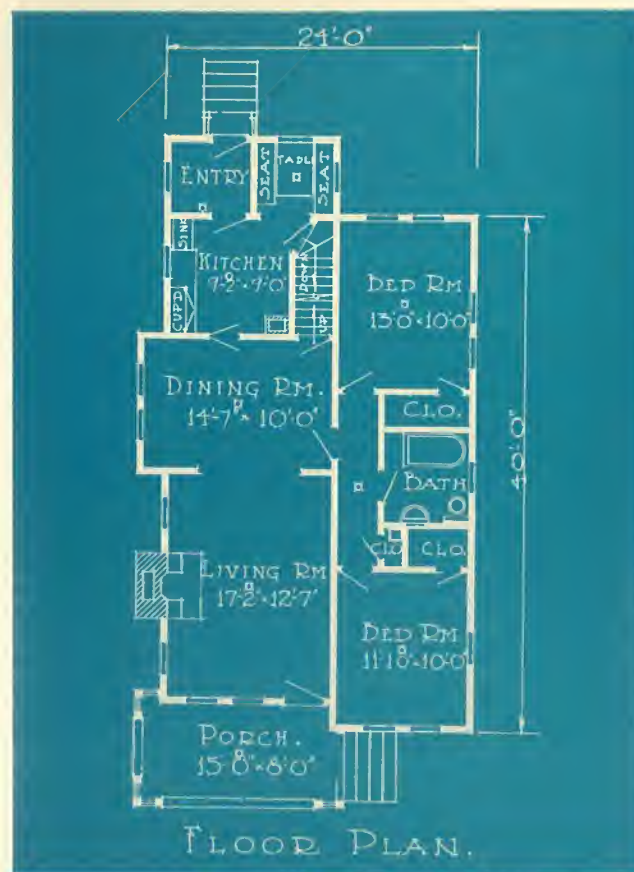 24'-0"
ENTRY
SEAT
TABLE
SEAT
SINK
KITCHEN
9'-2"×9'-0"
CUP'D
DOWN
UP
BED RM
13'-0"×10'-0"
DINING RM.
14'-7"×10'-0"
CLO.
40'-0"
BATH
CLO
CLO.
LIVING RM
17'-2"×12'-7"
BED RM
11'-10"×10'-0"
PORCH.
15'-8"×8'-0"
FLOOR PLAN.